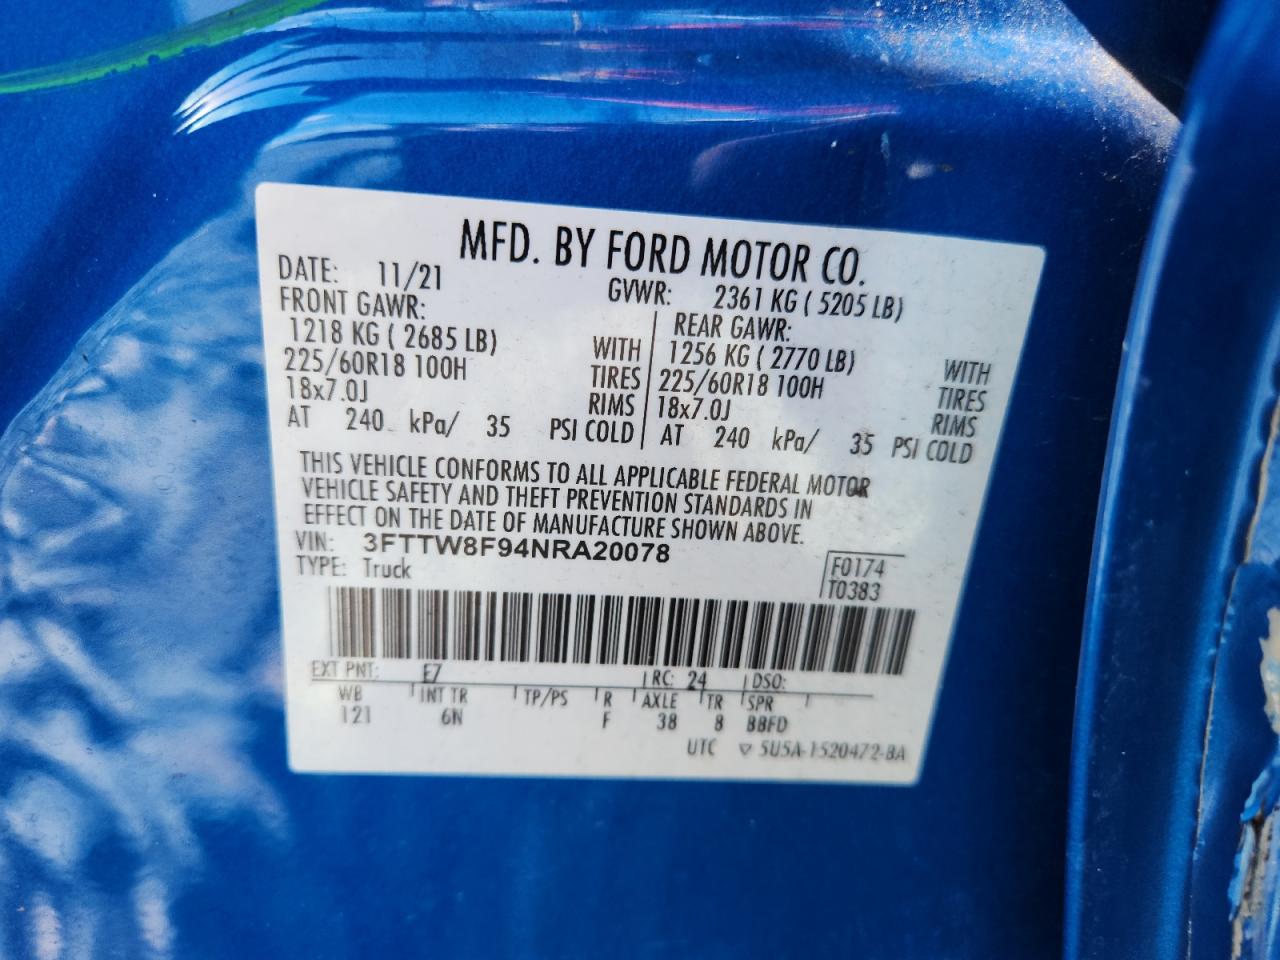 MFD. BY FORD MOTOR CO.
DATE: 11/21 GVWR: 2361 KG ( 5205 LB)
FRONT GAWR: REAR GAWR:
1218 KG ( 2685 LB) WITH 1256 KG ( 2770 LB) WITH
225/60R18 100H TIRES 225/60R18 100H TIRES
18x7.0J RIMS 18x7.0J RIMS
AT 240 kPa/ 35 PSI COLD AT 240 kPa/ 35 PSI COLD
THIS VEHICLE CONFORMS TO ALL APPLICABLE FEDERAL MOTOR
VEHICLE SAFETY AND THEFT PREVENTION STANDARDS IN
EFFECT ON THE DATE OF MANUFACTURE SHOWN ABOVE.
VIN: 3FTTW8F94NRA20078
TYPE: Truck F0174
T0383
EXT PNT: E7 RC: 24 DSO:
WB INT TR TP/PS R AXLE TR SPR
121 6N F 38 8 BBFD
UTC ▽ 5U5A-1520472-BA